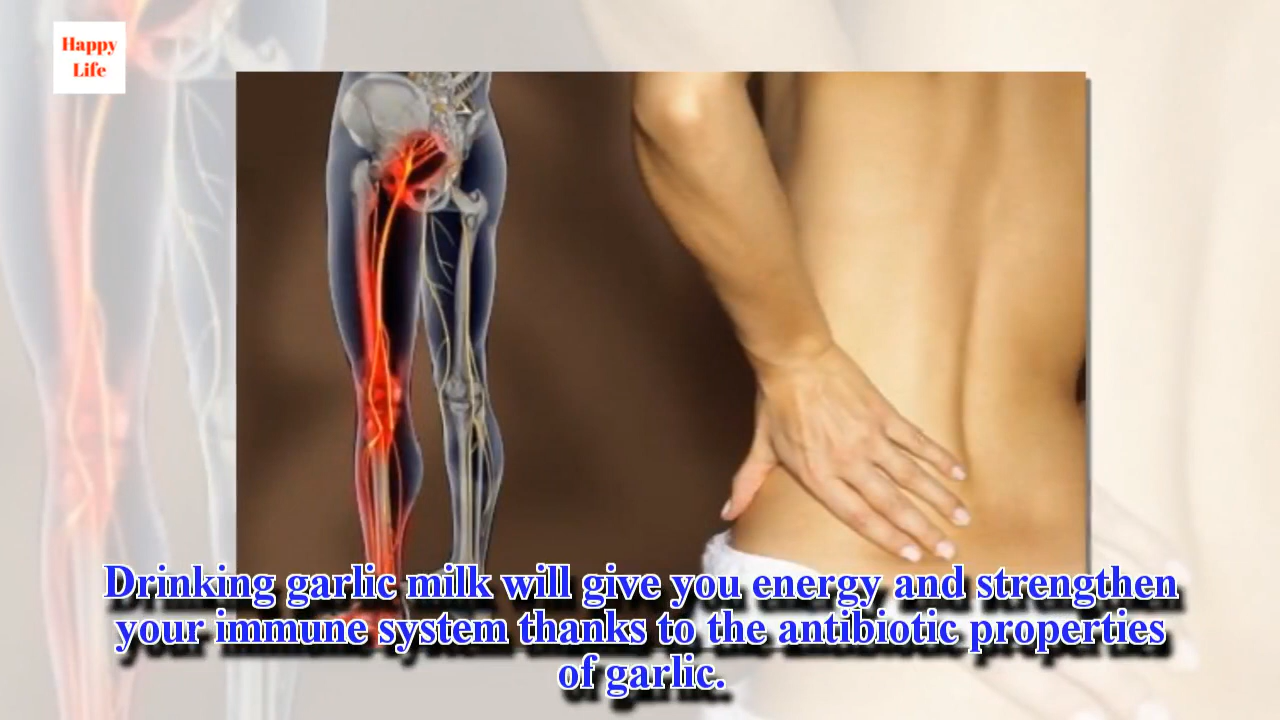 Happy
Life
Drinking garlic milk will give you energy and strengthen
your immune system thanks to the antibiotic properties
of garlic.